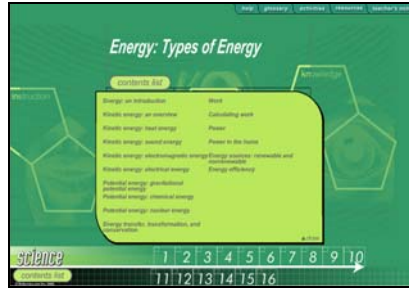 help glossary activities resources teacher's notes
Energy: Types of Energy
contents list
knowledge
instruction
Energy: an introduction
Kinetic energy: an overview
Kinetic energy: heat energy
Kinetic energy: sound energy
Kinetic energy: electromagnetic energy
Kinetic energy: electrical energy
Potential energy: gravitational
potential energy
Potential energy: chemical energy
Potential energy: nuclear energy
Energy transfer, transformation, and
conservation
Work
Calculating work
Power
Power in the home
Energy sources: renewable and
nonrenewable
Energy efficiency
close
science
contents list
1 2 3 4 5 6 7 8 9 10
11 12 13 14 15 16